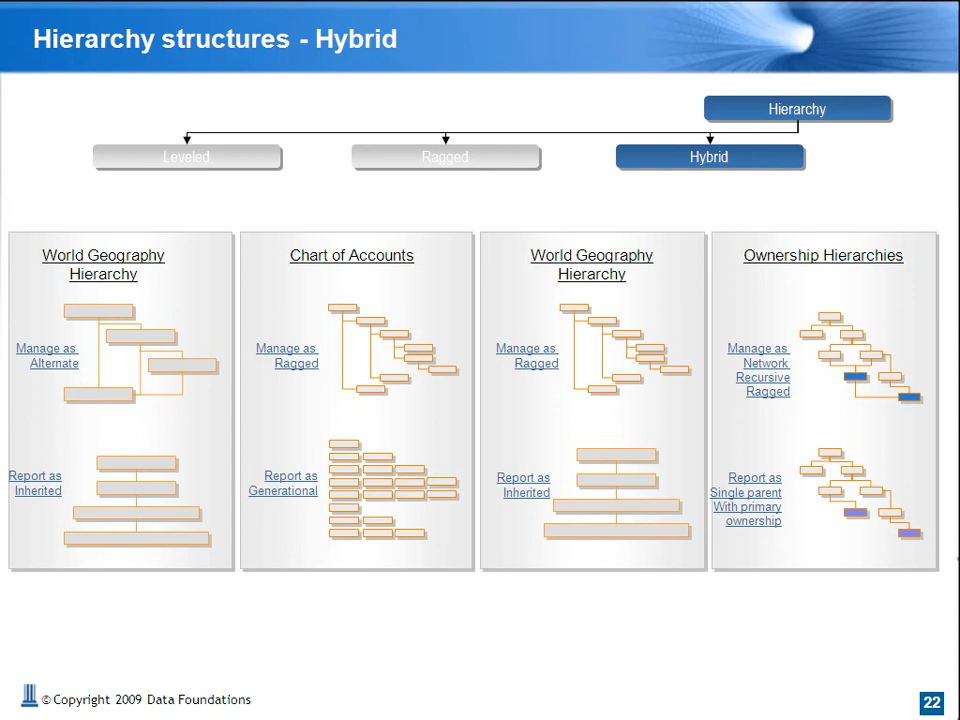 Hierarchy structures - Hybrid
Hierarchy
Leveled
Ragged
Hybrid
World Geography
Hierarchy
Manage as
Alternate
Report as
Inherited
Chart of Accounts
Manage as
Ragged
Report as
Generational
World Geography
Hierarchy
Manage as
Ragged
Report as
Inherited
Ownership Hierarchies
Manage as
Network
Recursive
Ragged
Report as
Single parent
With primary
ownership
© Copyright 2009 Data Foundations
22